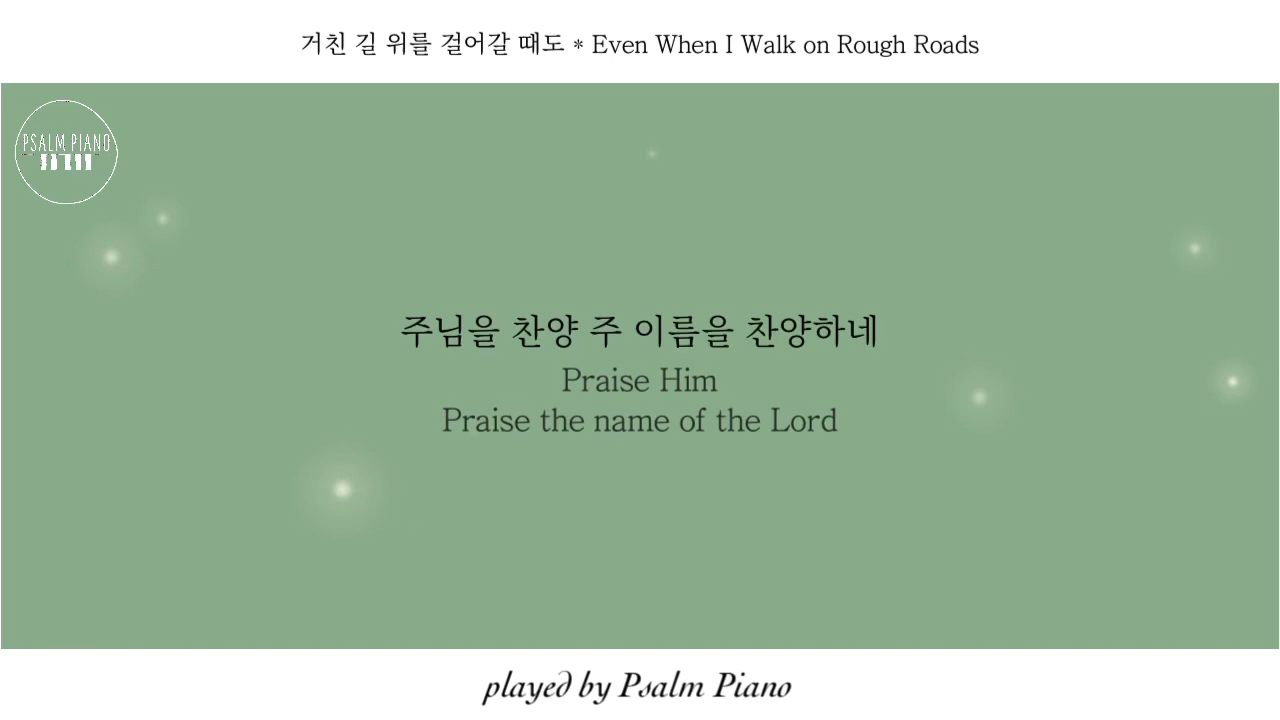 거친 길 위를 걸어갈 때도 * Even When I Walk on Rough Roads
PSALM PIANO
주님을 찬양 주 이름을 찬양하네
Praise Him
Praise the name of the Lord
played by Psalm Piano